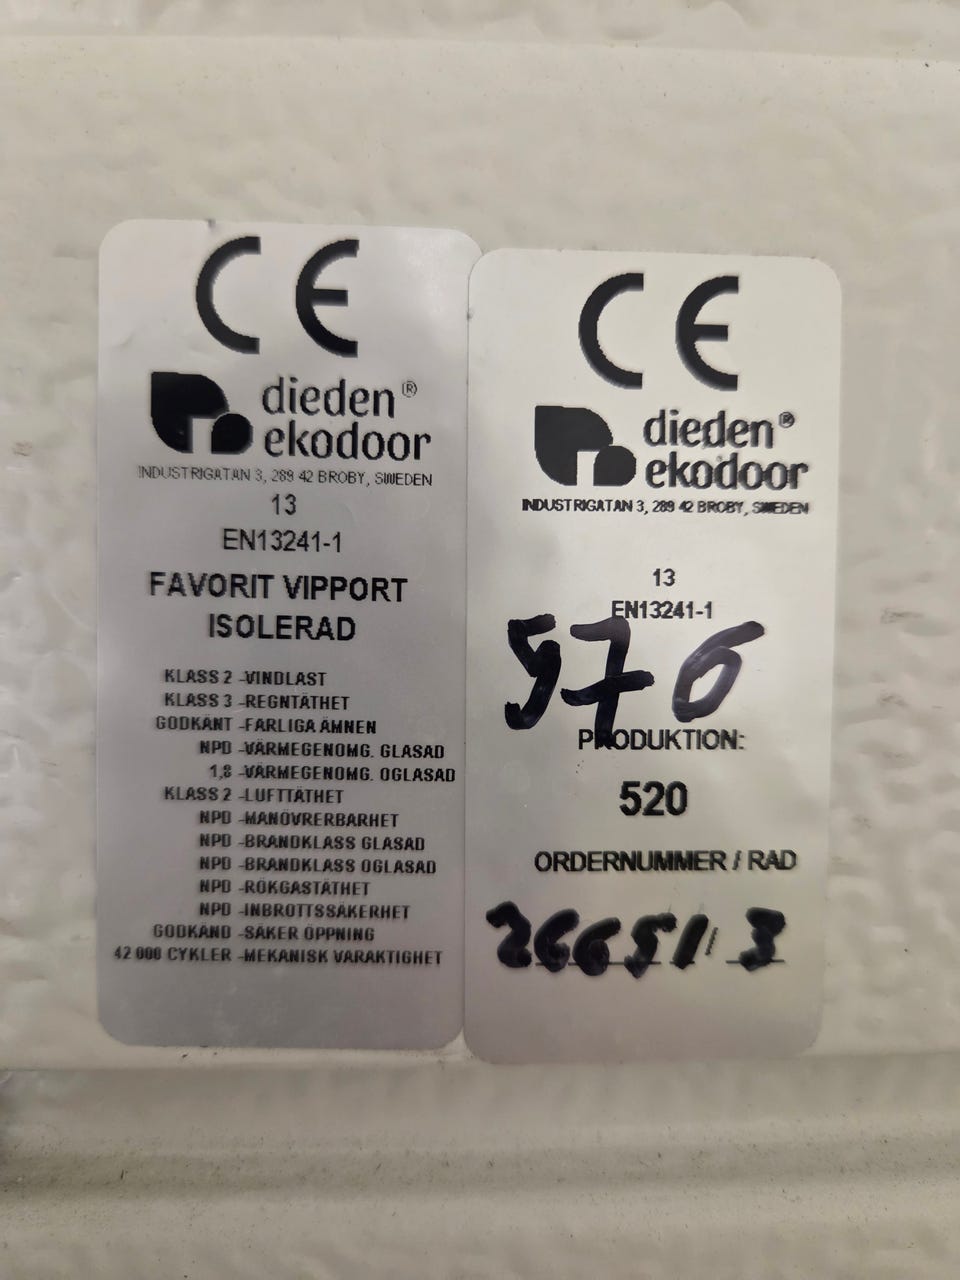 CE
dieden®
ekodoor
INDUSTRIGATAN 3, 289 42 BROBY, SWEDEN
13
EN13241-1
FAVORIT VIPPORT
ISOLERAD
KLASS 2 -VINDLAST
KLASS 3 -REGNTÄTHET
GODKÄNT -FARLIGA ÄMNEN
NPD -VÄRMEGENOMG. GLASAD
1,8 -VÄRMEGENOMG. OGLASAD
KLASS 2 -LUFTTÄTHET
NPD -MANÖVRERBARHET
NPD -BRANDKLASS GLASAD
NPD -BRANDKLASS OGLASAD
NPD -RÖKGASTÄTHET
NPD -INBROTTSSÄKERHET
GODKÄND -SÄKER ÖPPNING
42 000 CYKLER -MEKANISK VARAKTIGHET
CE
dieden®
ekodoor
INDUSTRIGATAN 3, 289 42 BROBY, SWEDEN
13
EN13241-1
576
PRODUKTION:
520
ORDERNUMMER / RAD
26651/3